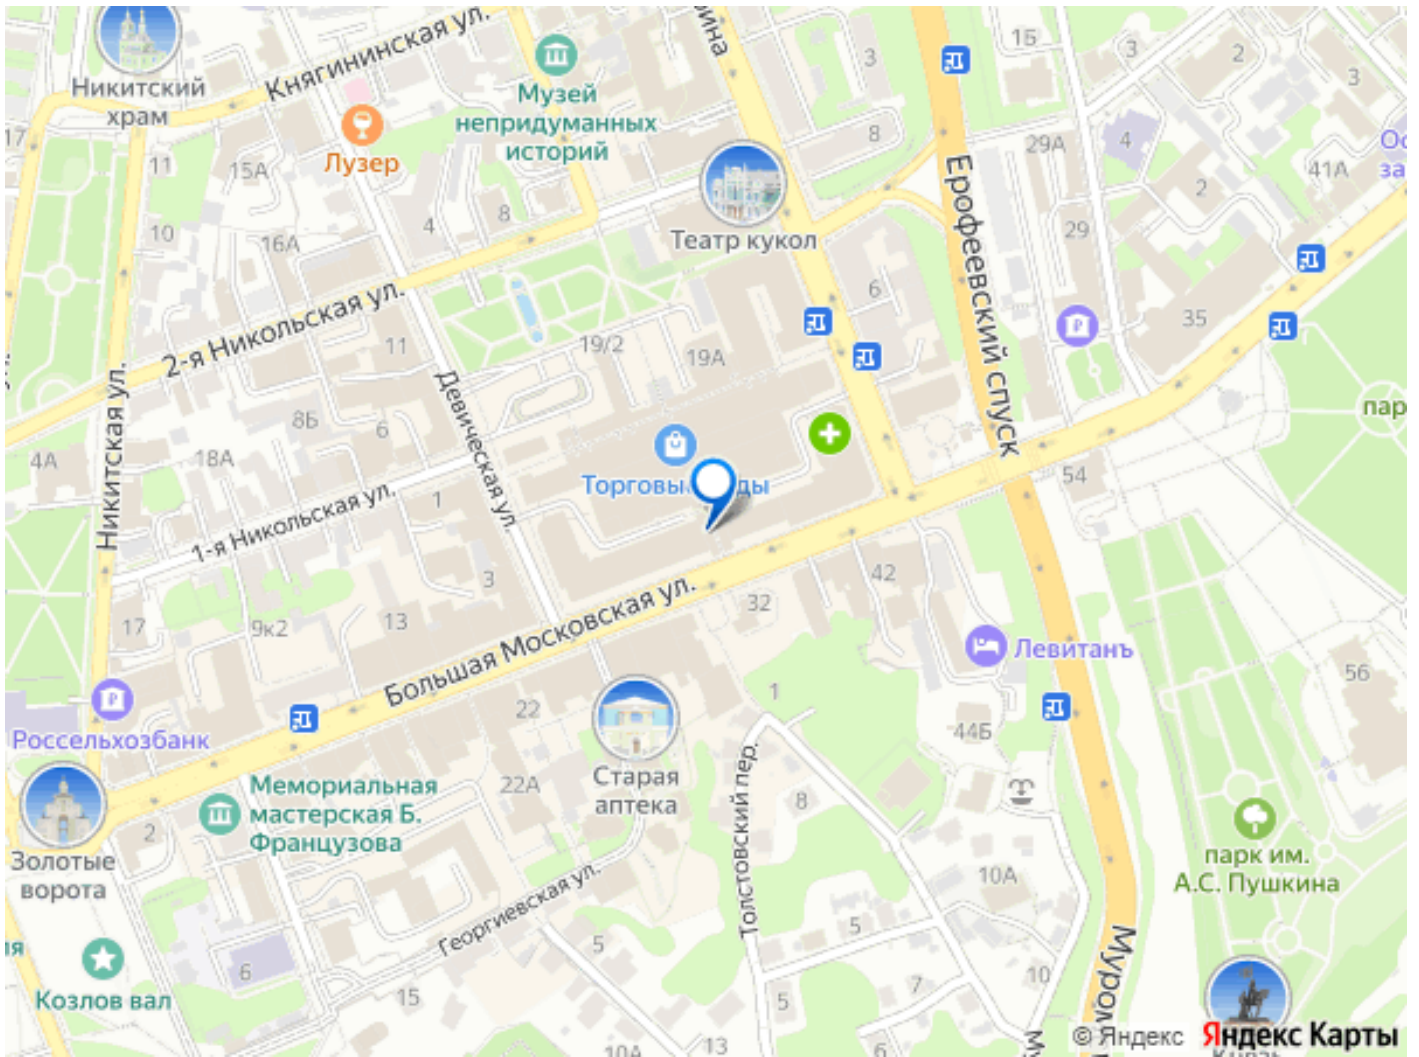 Княгининская ул.
рина
3
1Б
3
2
3
Никитский
храм
Музей
непридуманных
историй
17
11
15А
Лузер
8
29А
4
41А
2
4
8
Театр кукол
29
10
16А
Ерофеевский спуск
2-я Никольская ул.
6
35
11
19/2
19А
Никитская ул.
Девическая ул.
8Б
6
пар
4А
18А
1
Торговы
ды
54
1-я Никольская ул.
3
42
17
9к2
13
32
Большая Московская ул.
Левитанъ
56
1
22
Россельхозбанк
44Б
Старая
аптека
22А
8
Мемориальная
мастерская Б.
Французова
2
Золотые
ворота
Толстовский пер.
парк им.
А.С. Пушкина
10А
Георгиевская ул.
5
5
6
Козлов вал
15
5
7
10
13
10А
6
© Яндекс
Яндекс Карты